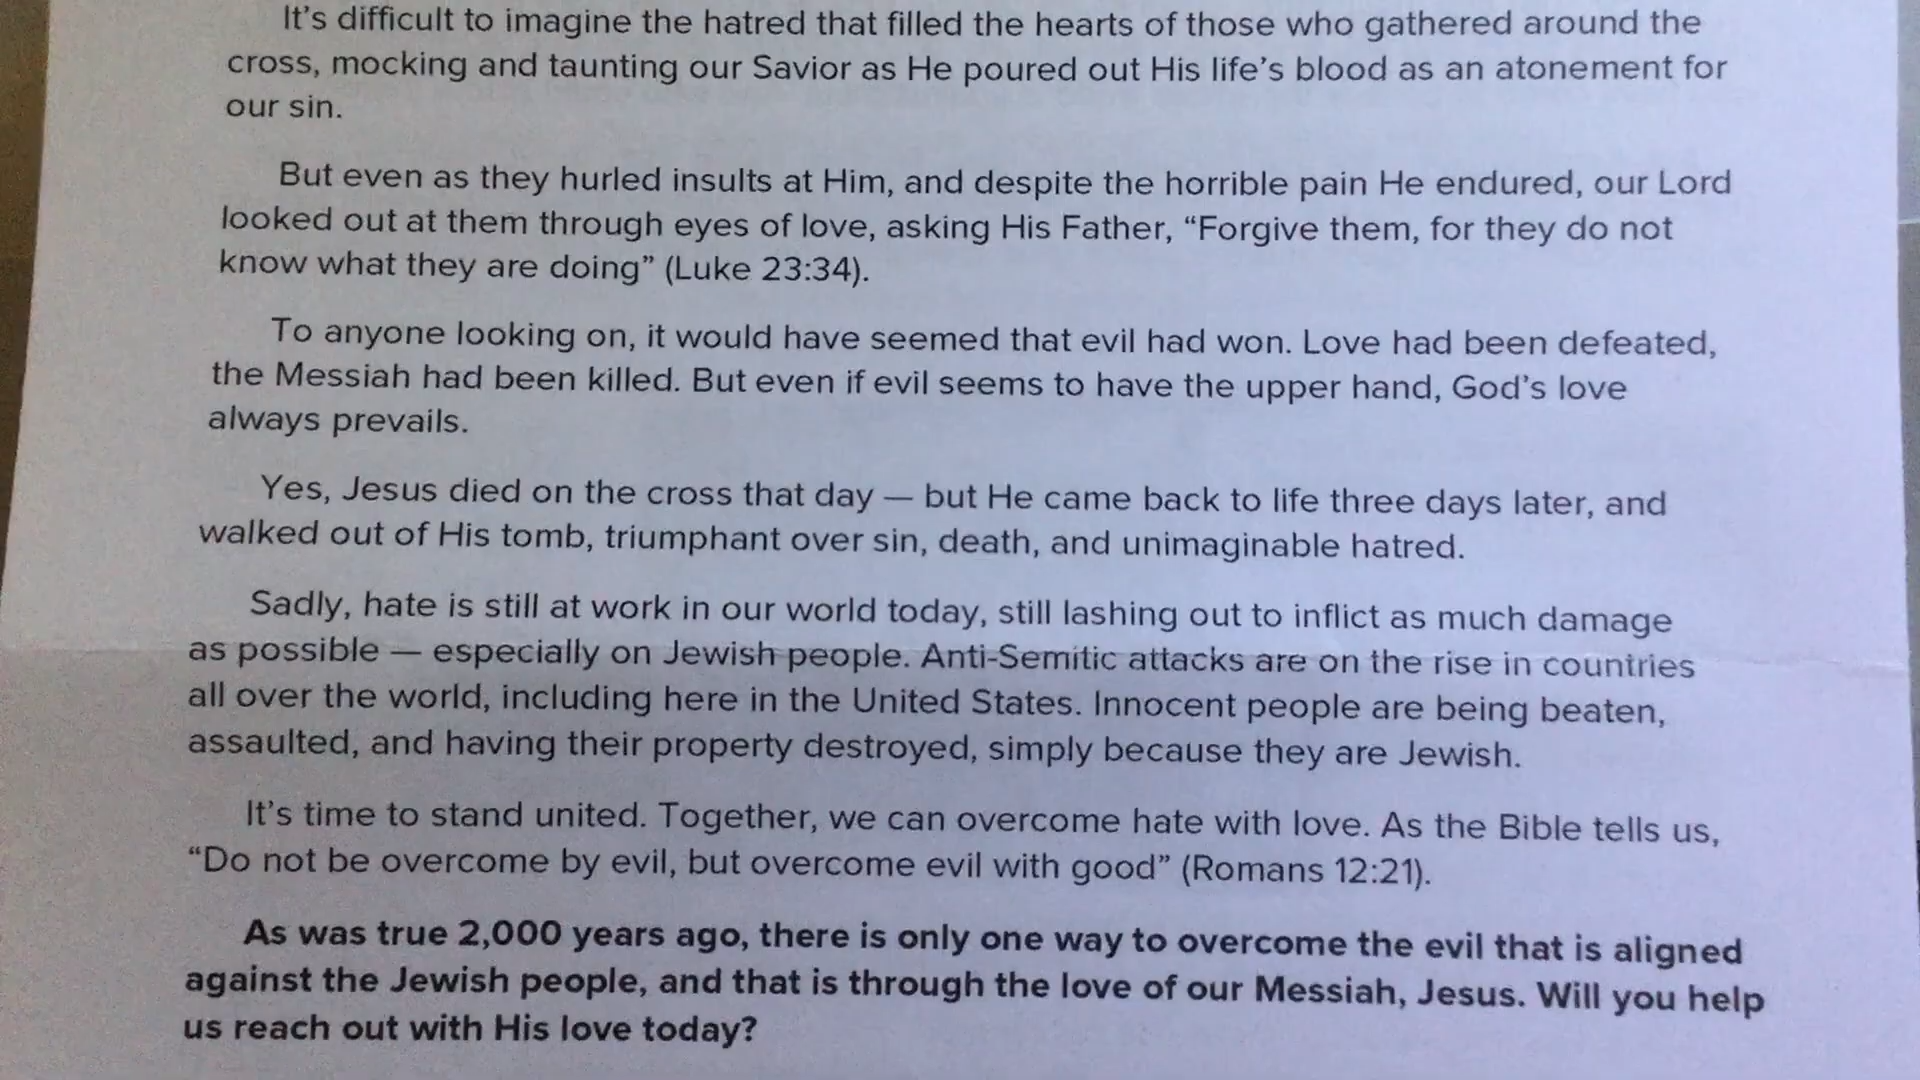 It's difficult to imagine the hatred that filled the hearts of those who gathered around the
cross, mocking and taunting our Savior as He poured out His life's blood as an atonement for
our sin.
But even as they hurled insults at Him, and despite the horrible pain He endured, our Lord
looked out at them through eyes of love, asking His Father, “Forgive them, for they do not
know what they are doing” (Luke 23:34).
To anyone looking on, it would have seemed that evil had won. Love had been defeated,
the Messiah had been killed. But even if evil seems to have the upper hand, God's love
always prevails.
Yes, Jesus died on the cross that day — but He came back to life three days later, and
walked out of His tomb, triumphant over sin, death, and unimaginable hatred.
Sadly, hate is still at work in our world today, still lashing out to inflict as much damage
as possible — especially on Jewish people. Anti-Semitic attacks are on the rise in countries
all over the world, including here in the United States. Innocent people are being beaten,
assaulted, and having their property destroyed, simply because they are Jewish.
It's time to stand united. Together, we can overcome hate with love. As the Bible tells us,
“Do not be overcome by evil, but overcome evil with good” (Romans 12:21).
As was true 2,000 years ago, there is only one way to overcome the evil that is aligned
against the Jewish people, and that is through the love of our Messiah, Jesus. Will you help
us reach out with His love today?